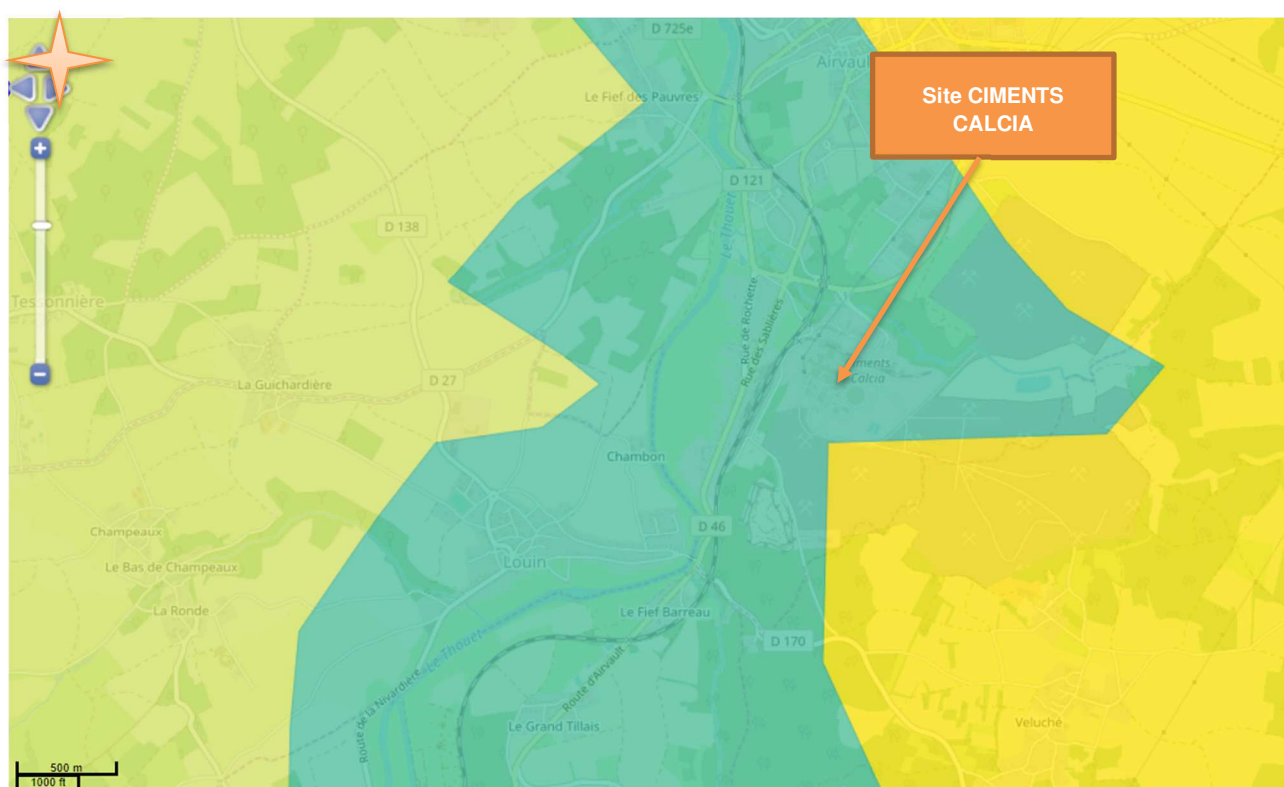 D 725e
Airvault
Le Fief des Pauvres
Site CIMENTS
CALCIA
D 121
Le Thouet
D 138
Tessonnière
Rue de Rochette
Rue des Sablières
Ciments
Calcia
La Guichardière
D 27
Chambon
D 46
Champeaux
Louin
Le Bas de Champeaux
La Ronde
Le Fief Barreau
D 170
Le Thouet
Route d'Airvault
Route de la Nivardière
Le Grand Tillais
Veluché
500 m
1000 ft